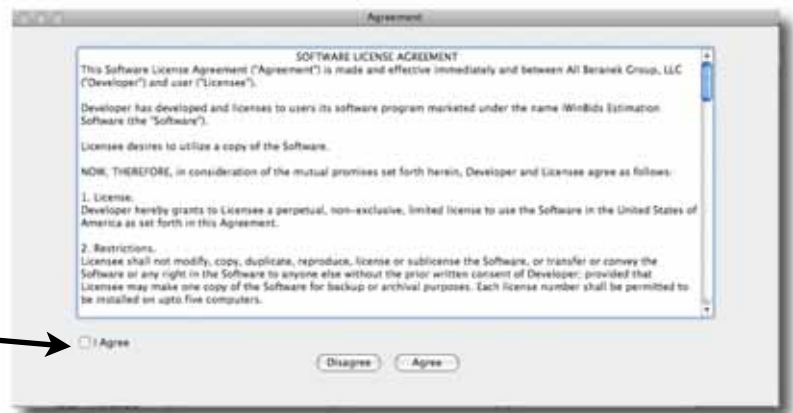 Agreement
SOFTWARE LICENSE AGREEMENT
This Software License Agreement ("Agreement") is made and effective immediately and between All Beranek Group, LLC
("Developer") and user ("Licensee").
Developer has developed and licenses to users its software program marketed under the name iWinBids Estimation
Software (the "Software").
Licensee desires to utilize a copy of the Software.
NOW, THEREFORE, in consideration of the mutual promises set forth herein, Developer and Licensee agree as follows:
1. License.
Developer hereby grants to Licensee a perpetual, non-exclusive, limited license to use the Software in the United States of
America as set forth in this Agreement.
2. Restrictions.
Licensee shall not modify, copy, duplicate, reproduce, license or sublicense the Software, or transfer or convey the
Software or any right in the Software to anyone else without the prior written consent of Developer; provided that
Licensee may make one copy of the Software for backup or archival purposes. Each license number shall be permitted to
be installed on upto five computers.
I Agree
Disagree Agree